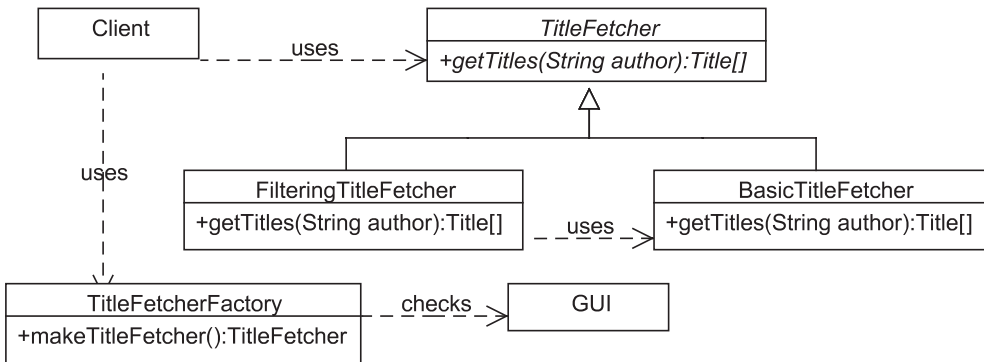 Client
TitleFetcher
+getTitles(String author):Title[]
uses
uses
FilteringTitleFetcher
+getTitles(String author):Title[]
uses
BasicTitleFetcher
+getTitles(String author):Title[]
TitleFetcherFactory
+makeTitleFetcher():TitleFetcher
checks
GUI